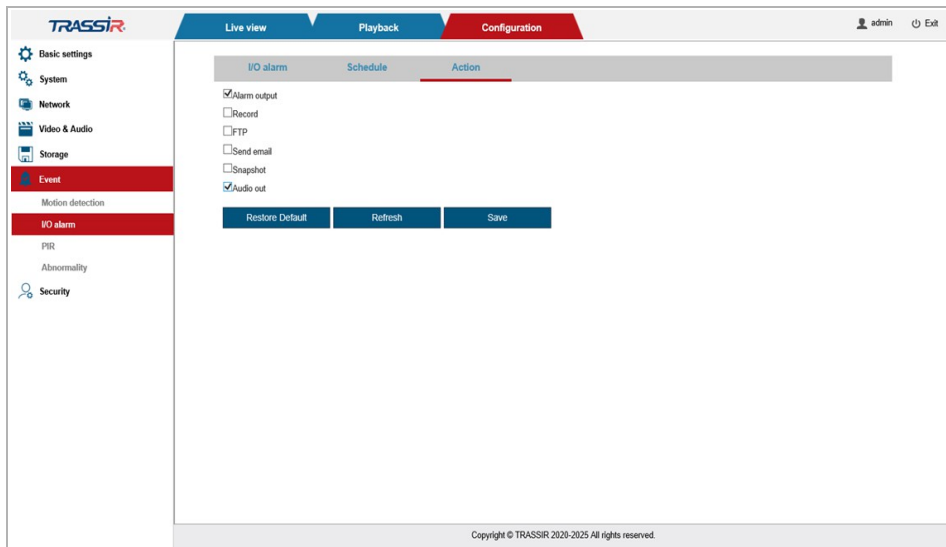 TRASSIR
Live view
Playback
Configuration
admin
Exit
Basic settings
System
Network
Video & Audio
Storage
Event
Motion detection
I/O alarm
PIR
Abnormality
Security
I/O alarm
Schedule
Action
Alarm output
Record
FTP
Send email
Snapshot
Audio out
Restore Default
Refresh
Save
Copyright © TRASSIR 2020-2025 All rights reserved.